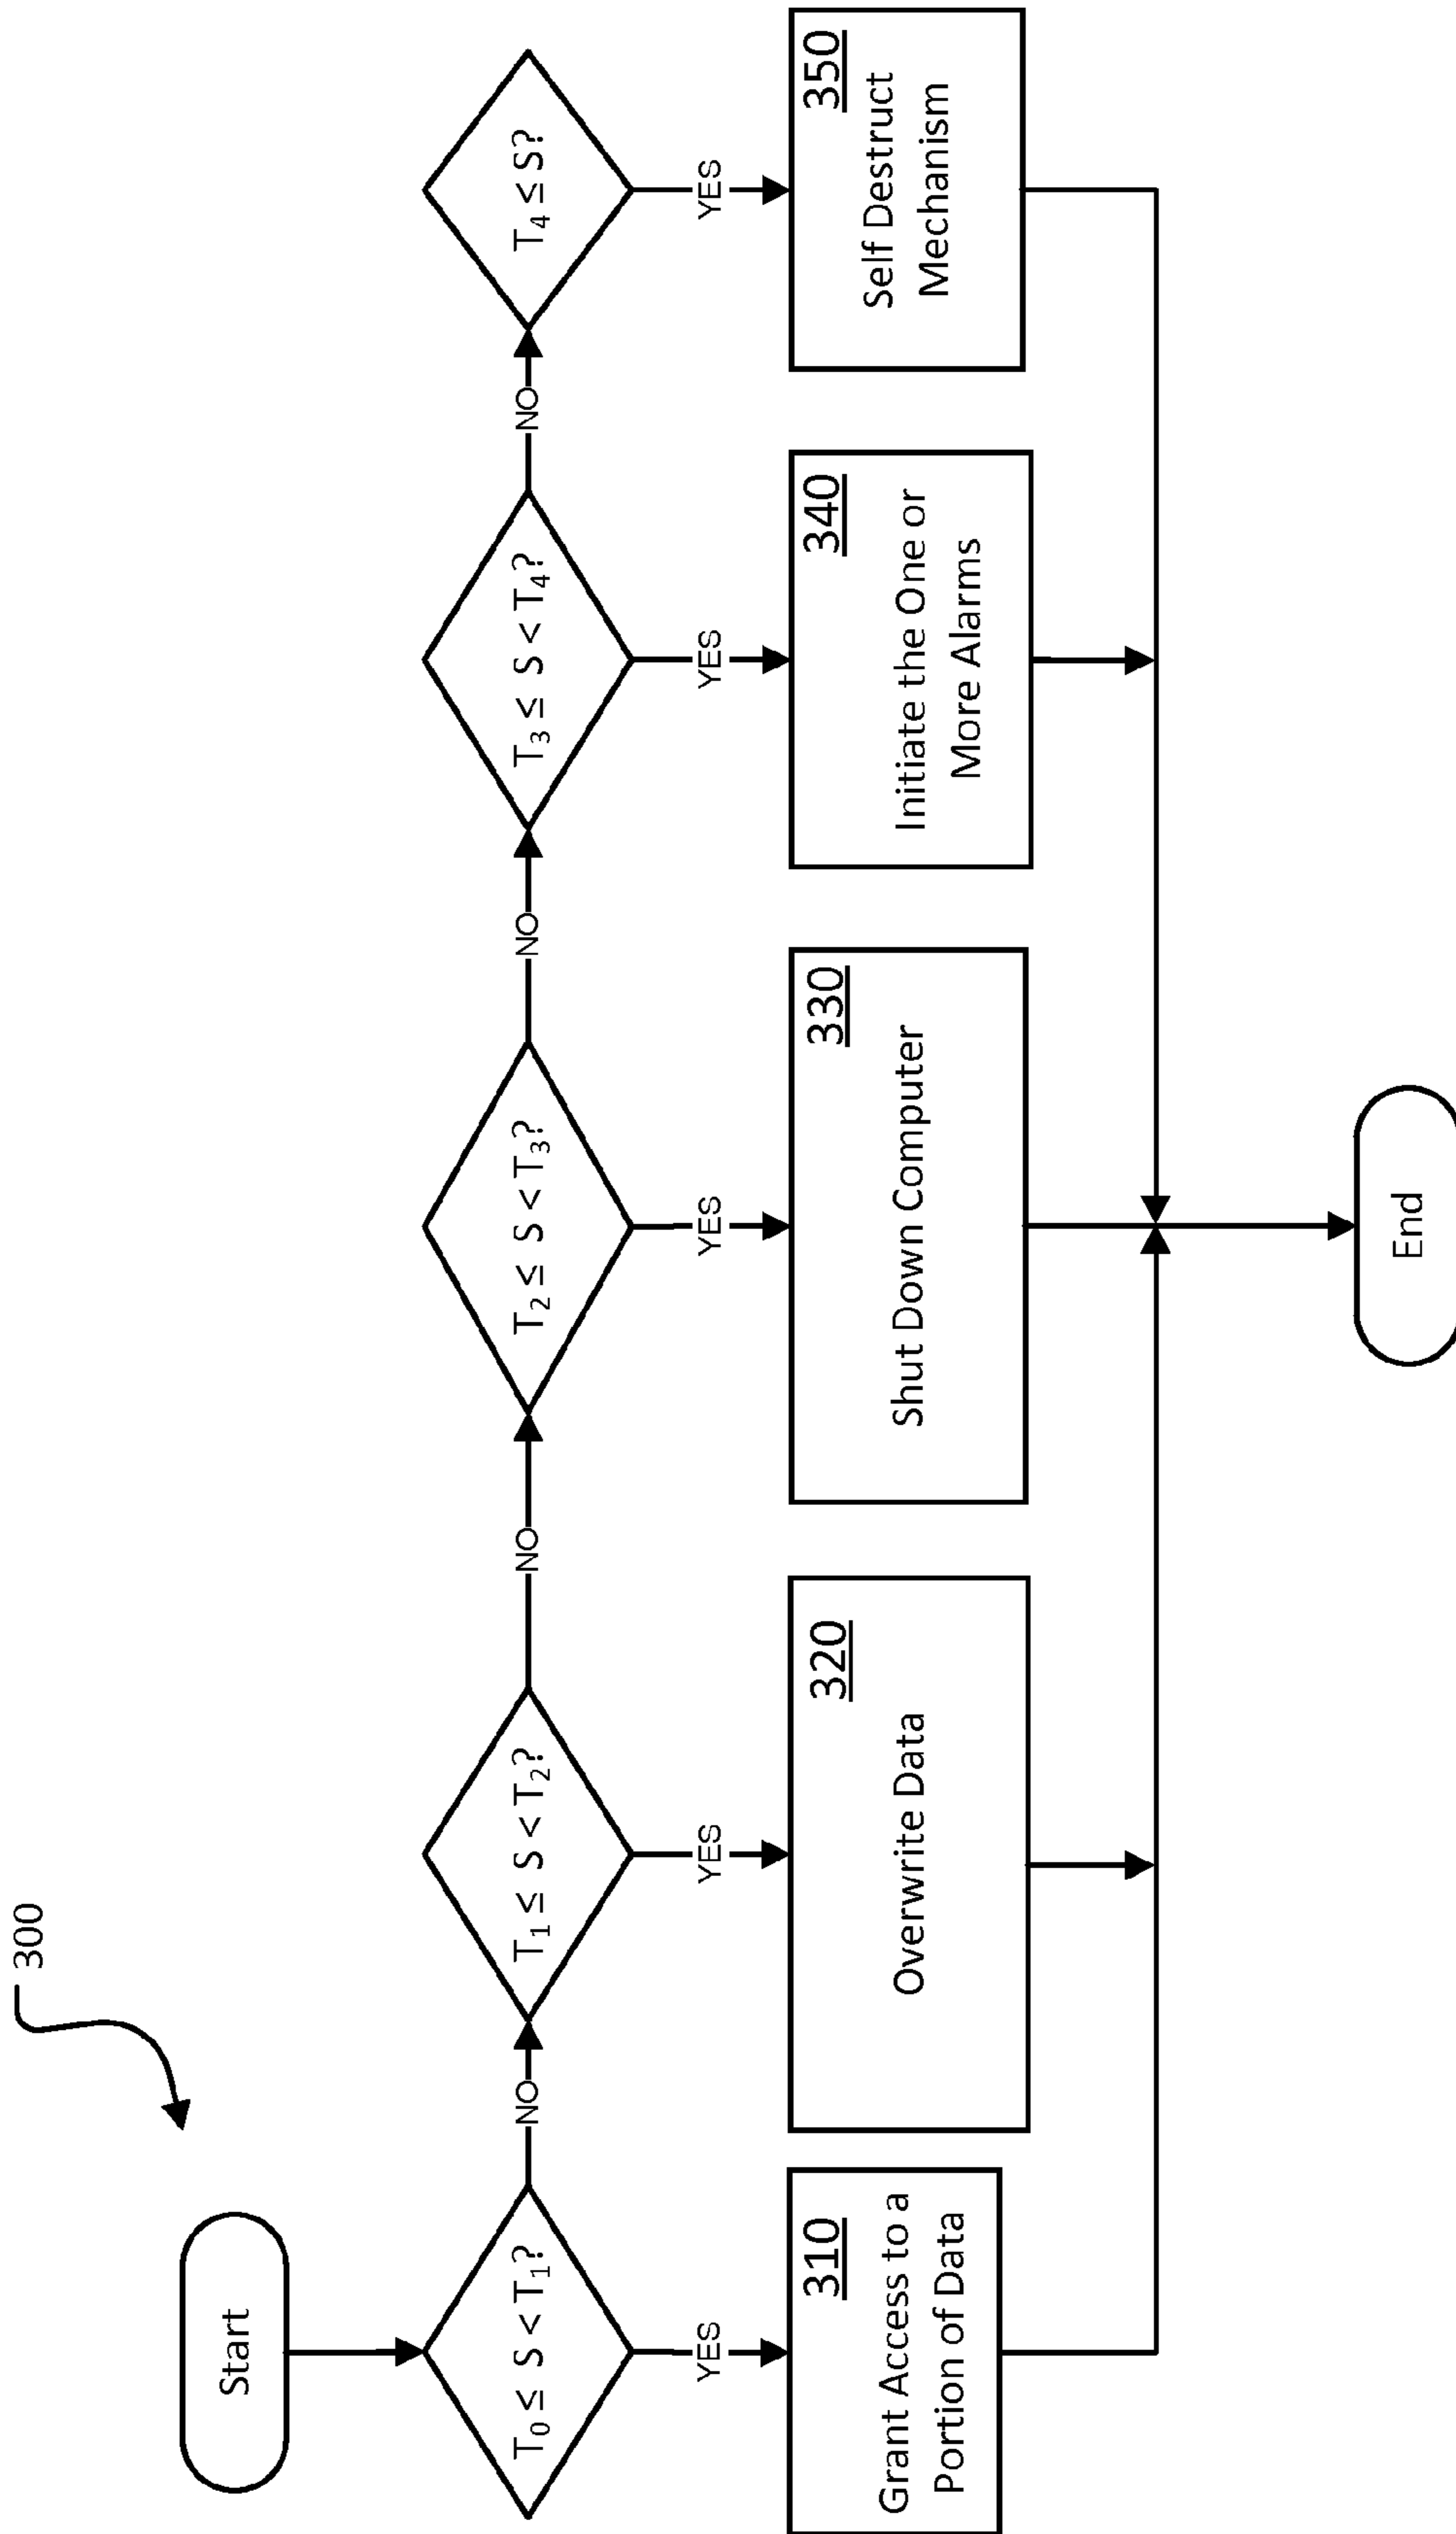 300
Start
T₀ ≤ S < T₁?
NO
T₁ ≤ S < T₂?
NO
T₂ ≤ S < T₃?
NO
T₃ ≤ S < T₄?
NO
T₄ ≤ S?
YES
YES
YES
YES
YES
310
Grant Access to a
Portion of Data
320
Overwrite Data
330
Shut Down Computer
340
Initiate the One or
More Alarms
350
Self Destruct
Mechanism
End